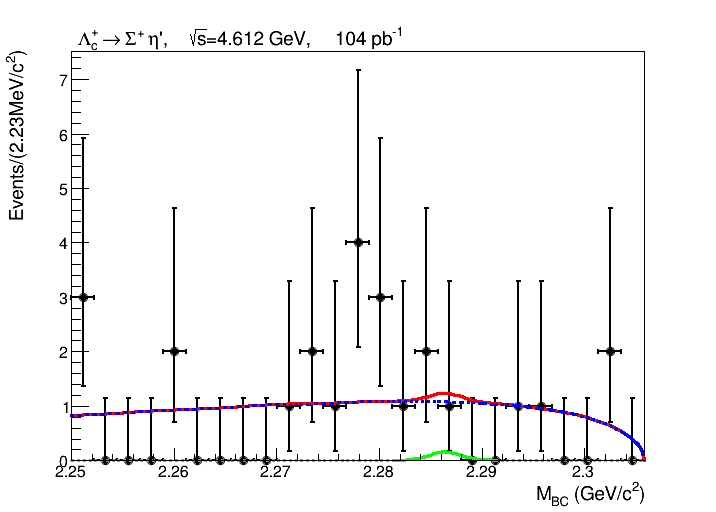 Λc+ → Σ+ η', √s=4.612 GeV, 104 pb-1
Events/(2.23MeV/c2)
7
6
5
4
3
2
1
0
2.25 2.26 2.27 2.28 2.29 2.3
MBC (GeV/c2)